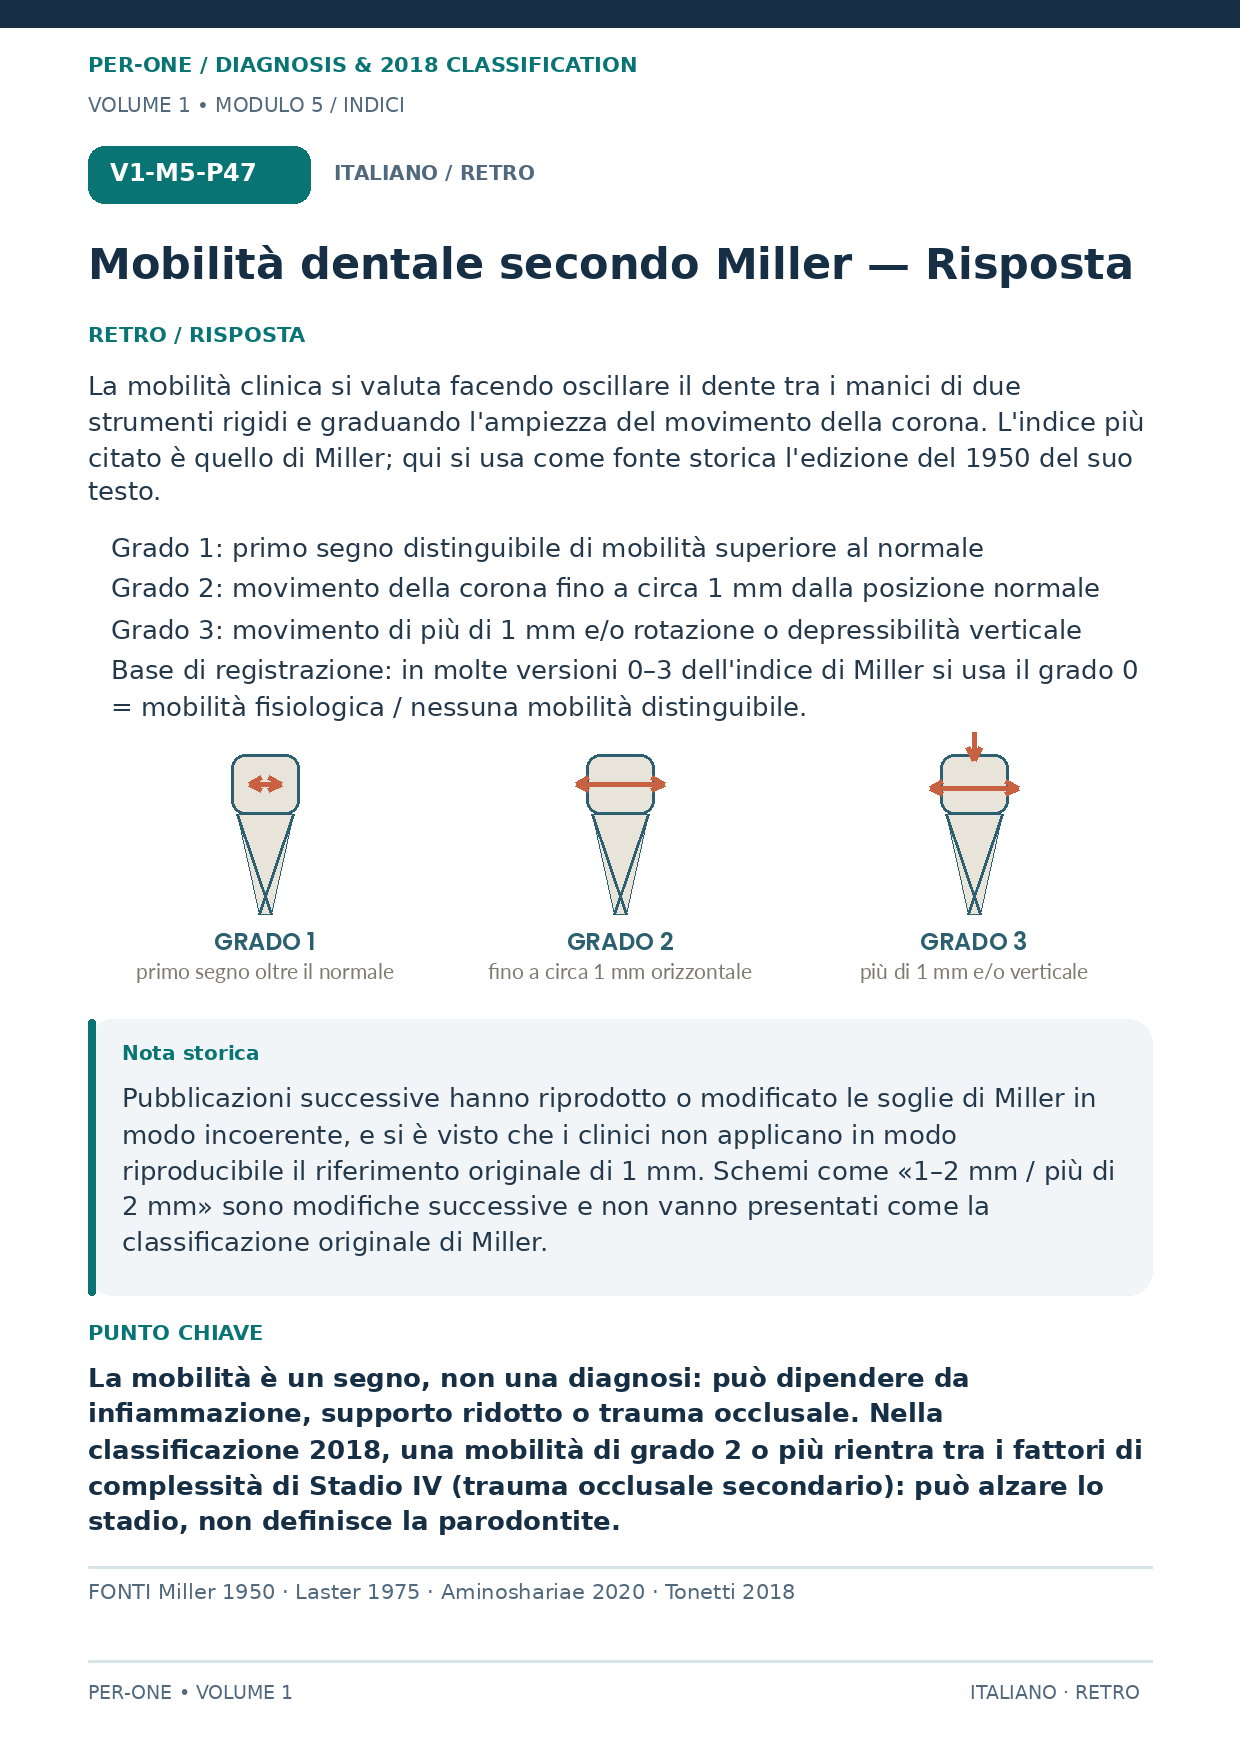 PER-ONE / DIAGNOSIS & 2018 CLASSIFICATION
VOLUME 1 • MODULO 5 / INDICI
V1-M5-P47
ITALIANO / RETRO
Mobilità dentale secondo Miller — Risposta
RETRO / RISPOSTA
La mobilità clinica si valuta facendo oscillare il dente tra i manici di due
strumenti rigidi e graduando l'ampiezza del movimento della corona. L'indice più
citato è quello di Miller; qui si usa come fonte storica l'edizione del 1950 del suo
testo.
Grado 1: primo segno distinguibile di mobilità superiore al normale
Grado 2: movimento della corona fino a circa 1 mm dalla posizione normale
Grado 3: movimento di più di 1 mm e/o rotazione o depressibilità verticale
Base di registrazione: in molte versioni 0–3 dell'indice di Miller si usa il grado 0
= mobilità fisiologica / nessuna mobilità distinguibile.
GRADO 1
primo segno oltre il normale
GRADO 2
fino a circa 1 mm orizzontale
GRADO 3
più di 1 mm e/o verticale
Nota storica
Pubblicazioni successive hanno riprodotto o modificato le soglie di Miller in
modo incoerente, e si è visto che i clinici non applicano in modo
riproducibile il riferimento originale di 1 mm. Schemi come «1–2 mm / più di
2 mm» sono modifiche successive e non vanno presentati come la
classificazione originale di Miller.
PUNTO CHIAVE
La mobilità è un segno, non una diagnosi: può dipendere da
infiammazione, supporto ridotto o trauma occlusale. Nella
classificazione 2018, una mobilità di grado 2 o più rientra tra i fattori di
complessità di Stadio IV (trauma occlusale secondario): può alzare lo
stadio, non definisce la parodontite.
FONTI Miller 1950 · Laster 1975 · Aminoshariae 2020 · Tonetti 2018
PER-ONE • VOLUME 1
ITALIANO · RETRO